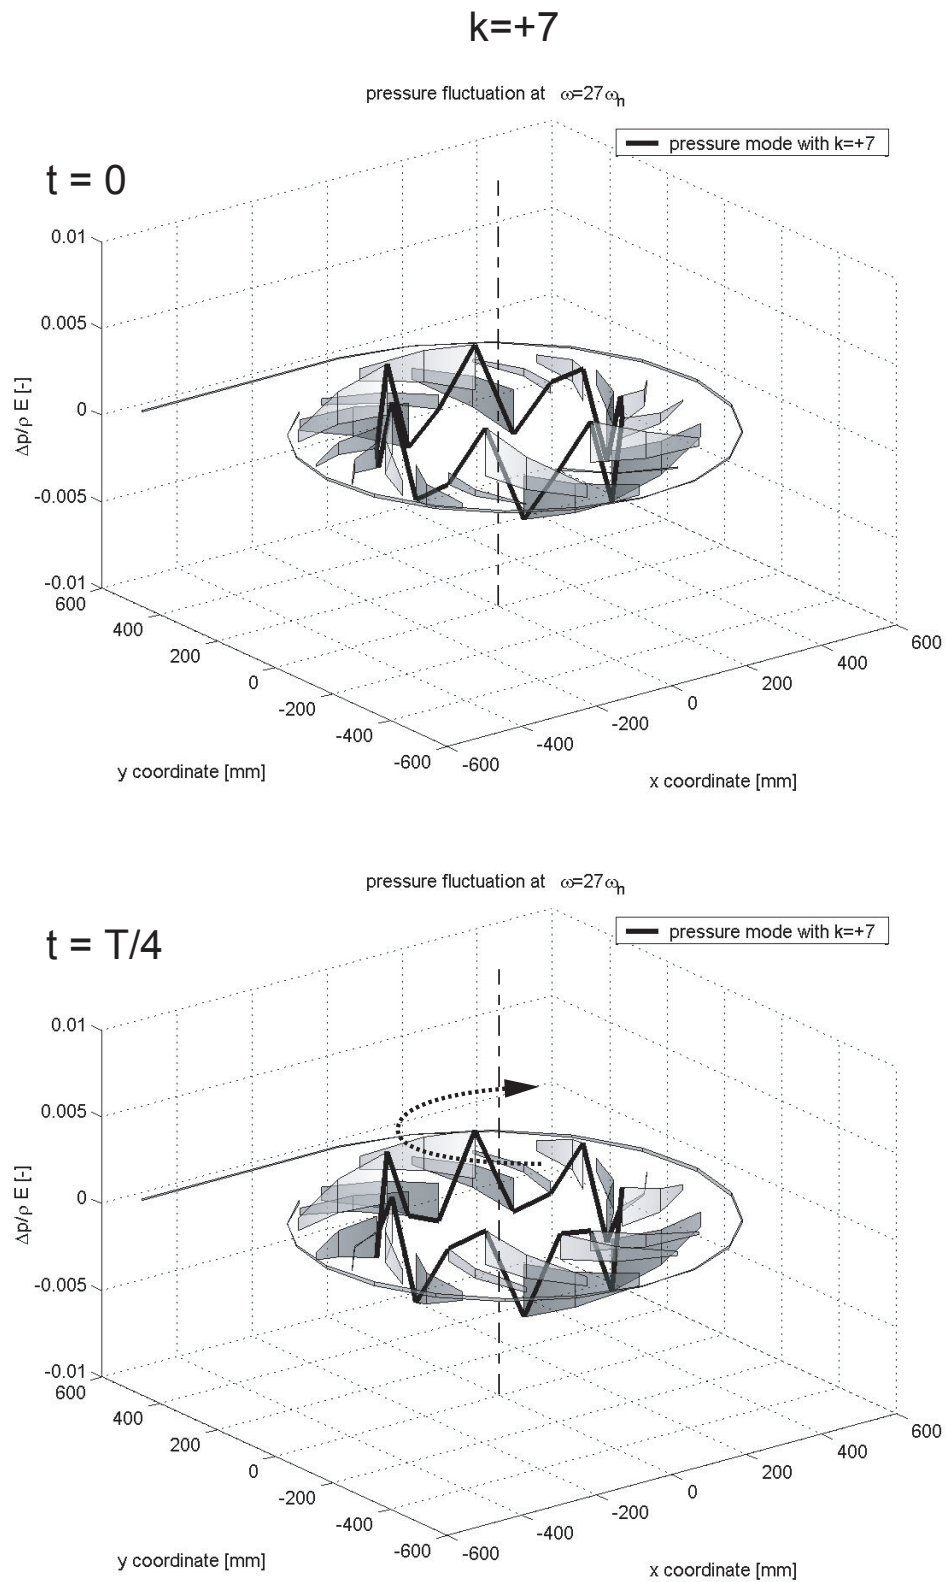 k=+7
pressure fluctuation at ω=27ωn
pressure mode with k=+7
t = 0
0.01
0.005
0
-0.005
-0.01
Δp/ρ E [-]
600
400
200
0
-200
-400
-600
y coordinate [mm]
-600
-400
-200
0
200
400
600
x coordinate [mm]
pressure fluctuation at ω=27ωn
pressure mode with k=+7
t = T/4
0.01
0.005
0
-0.005
-0.01
Δp/ρ E [-]
600
400
200
0
-200
-400
-600
y coordinate [mm]
-600
-400
-200
0
200
400
600
x coordinate [mm]